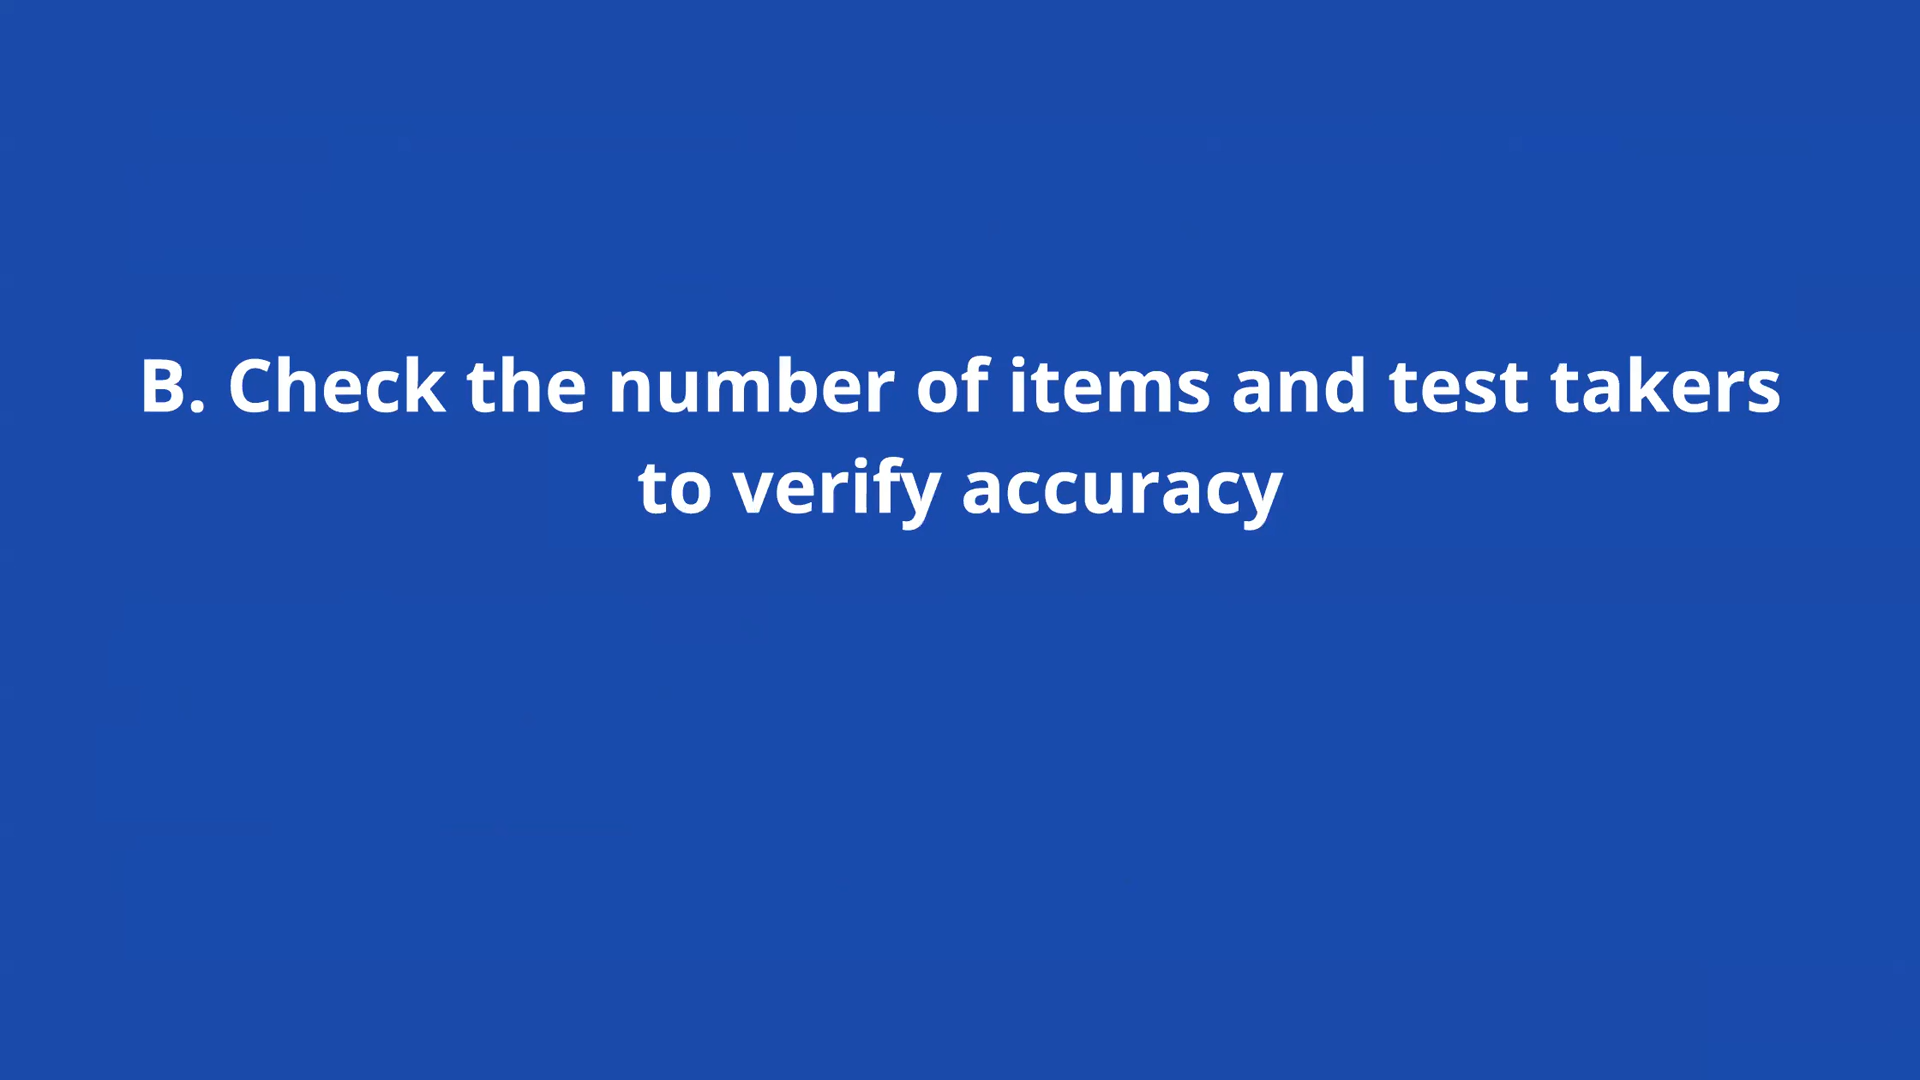 B. Check the number of items and test takers
to verify accuracy